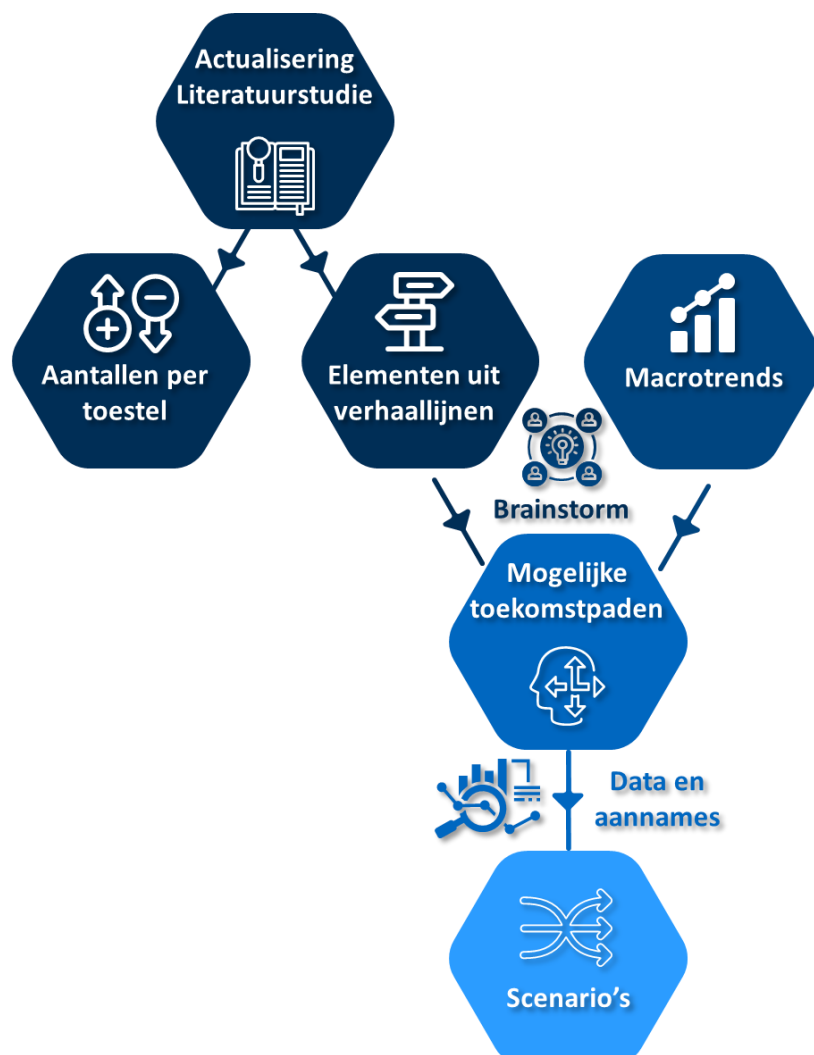 Actualisering
Literatuurstudie
Aantallen per
toestel
Elementen uit
verhaallijnen
Macrotrends
Brainstorm
Mogelijke
toekomstpaden
Data en
aannames
Scenario’s